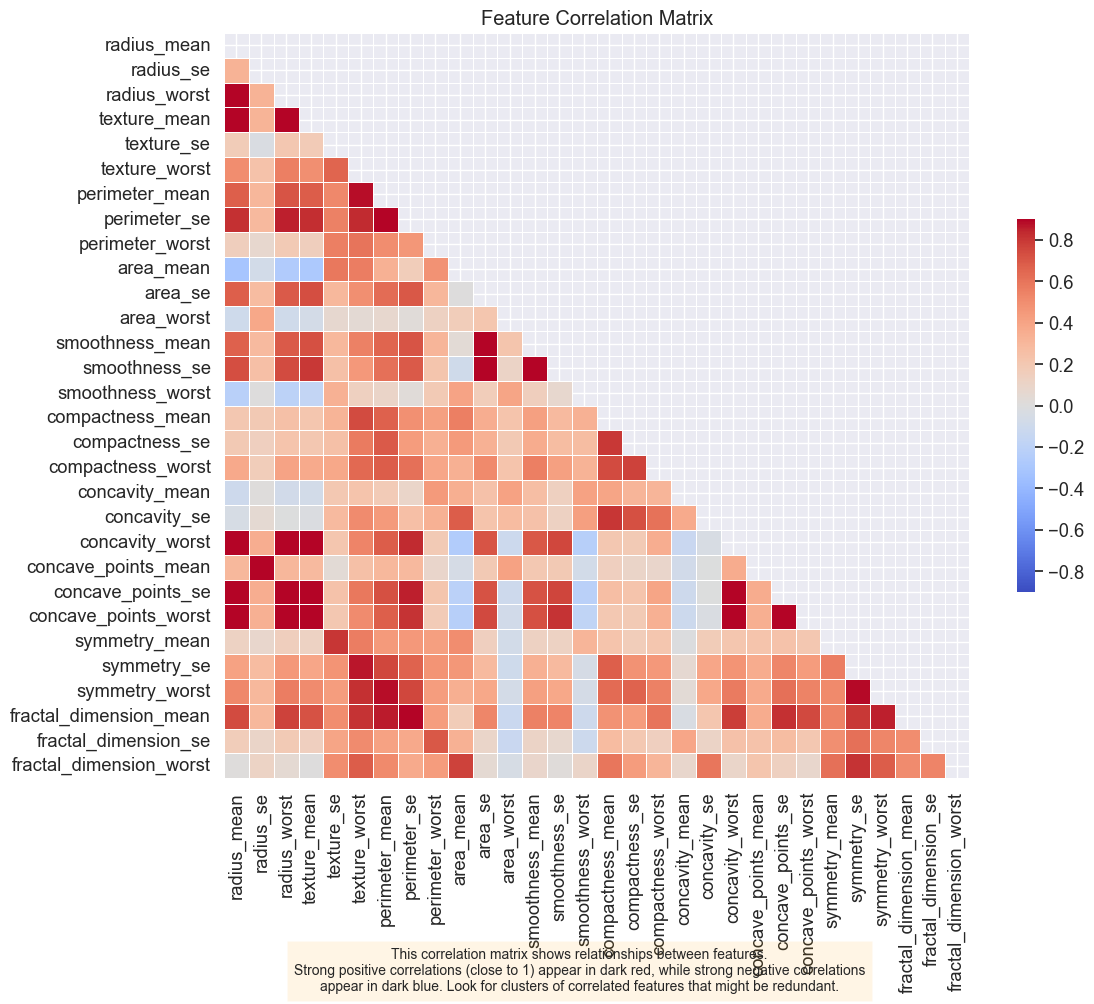 Feature Correlation Matrix
radius_mean
radius_se
radius_worst
texture_mean
texture_se
texture_worst
perimeter_mean
perimeter_se
perimeter_worst
area_mean
area_se
area_worst
smoothness_mean
smoothness_se
smoothness_worst
compactness_mean
compactness_se
compactness_worst
concavity_mean
concavity_se
concavity_worst
concave_points_mean
concave_points_se
concave_points_worst
symmetry_mean
symmetry_se
symmetry_worst
fractal_dimension_mean
fractal_dimension_se
fractal_dimension_worst
0.8
0.6
0.4
0.2
0.0
−0.2
−0.4
−0.6
−0.8
radius_mean
radius_se
radius_worst
texture_mean
texture_se
texture_worst
perimeter_mean
perimeter_se
perimeter_worst
area_mean
area_se
area_worst
smoothness_mean
smoothness_se
smoothness_worst
compactness_mean
compactness_se
compactness_worst
concavity_mean
concavity_se
concavity_worst
concave_points_mean
concave_points_se
concave_points_worst
symmetry_mean
symmetry_se
symmetry_worst
fractal_dimension_mean
fractal_dimension_se
fractal_dimension_worst
This correlation matrix shows relationships between features.
Strong positive correlations (close to 1) appear in dark red, while strong negative correlations
appear in dark blue. Look for clusters of correlated features that might be redundant.